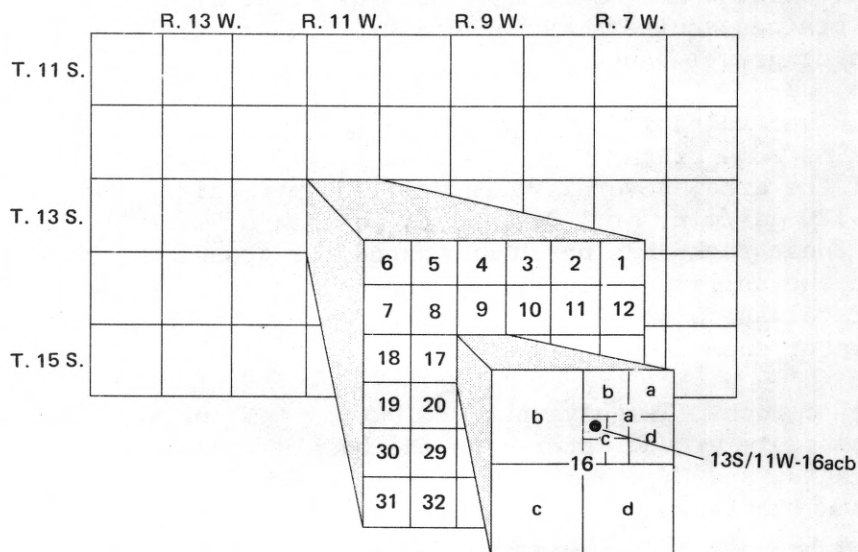 R. 13 W. R. 11 W. R. 9 W. R. 7 W.
T. 11 S.
T. 13 S.
T. 15 S.
6 5 4 3 2 1
7 8 9 10 11 12
18 17
19 20
30 29
31 32
b a
b
c d
16
c d
13S/11W-16acb